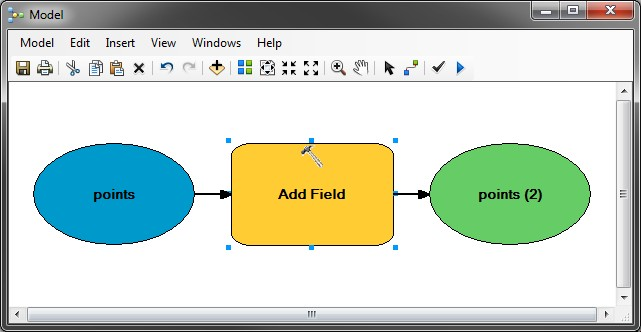 Model
Model Edit Insert View Windows Help
points
Add Field
points (2)